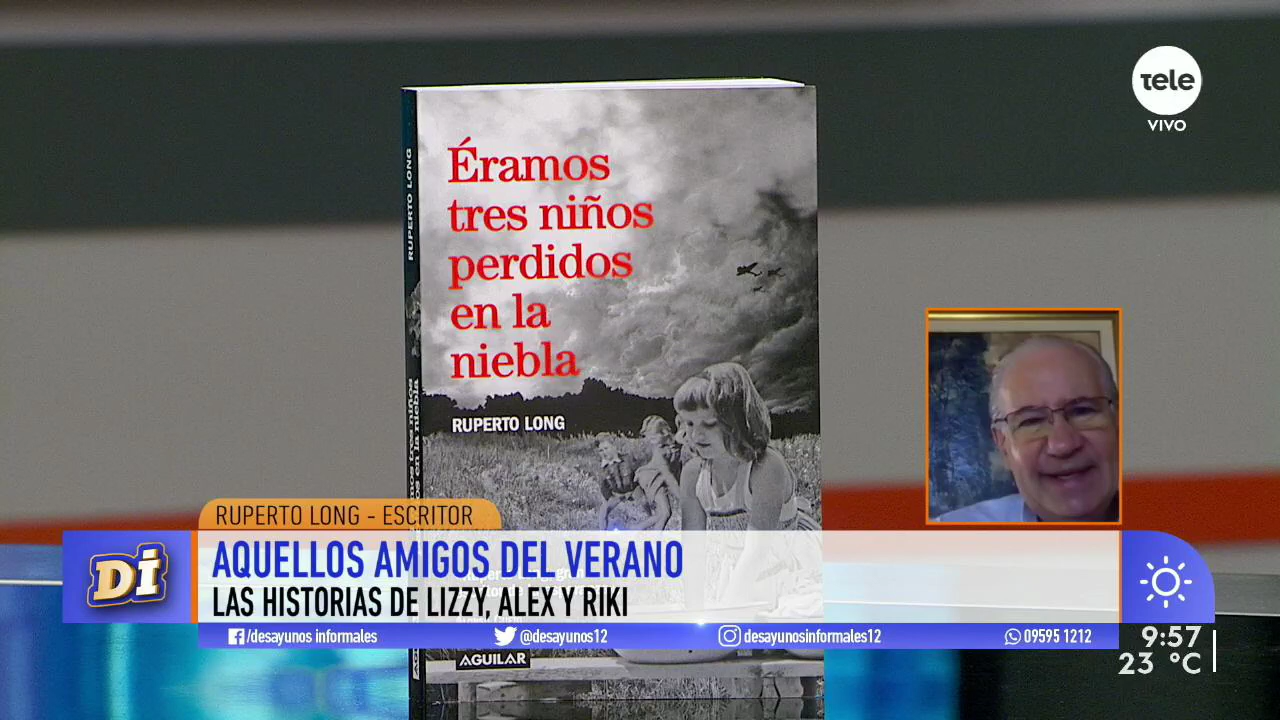 tele
VIVO
RUPERTO LONG
Éramos
tres niños
perdidos
en la
niebla
RUPERTO LONG
RUPERTO LONG - ESCRITOR
Di
AQUELLOS AMIGOS DEL VERANO
LAS HISTORIAS DE LIZZY, ALEX Y RIKI
/desayunos informales
@desayunos12
desayunosinformales12
09595 1212
9:57
23 °C
AGUILAR